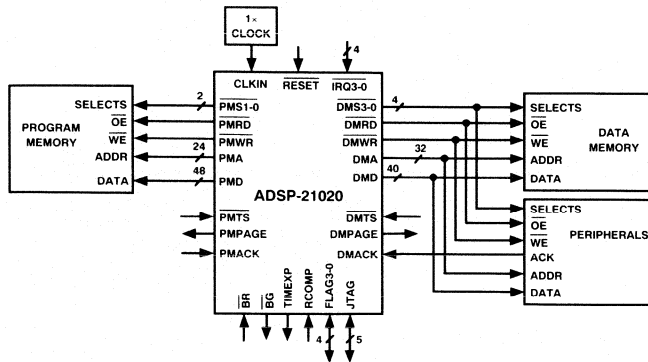 1×
CLOCK
4
CLKIN
RESET
IRQ3-0
PROGRAM
MEMORY
SELECTS
OE
WE
ADDR
DATA
2
24
48
PMS1-0
PMRD
PMWR
PMA
PMD
PMTS
PMPAGE
PMACK
ADSP-21020
DMS3-0
DMRD
DMWR
DMA
DMD
DMTS
DMPAGE
DMACK
4
32
40
SELECTS
OE
WE
ADDR
DATA
DATA
MEMORY
SELECTS
OE
WE
ACK
ADDR
DATA
PERIPHERALS
BR
BG
TIMEXP
RCOMP
FLAG3-0
JTAG
4
5